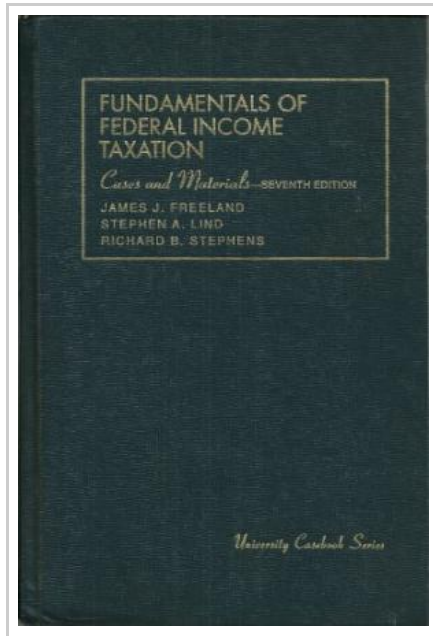 FUNDAMENTALS OF
FEDERAL INCOME
TAXATION
Cases and Materials—SEVENTH EDITION
JAMES J. FREELAND
STEPHEN A. LIND
RICHARD B. STEPHENS
University Casebook Series